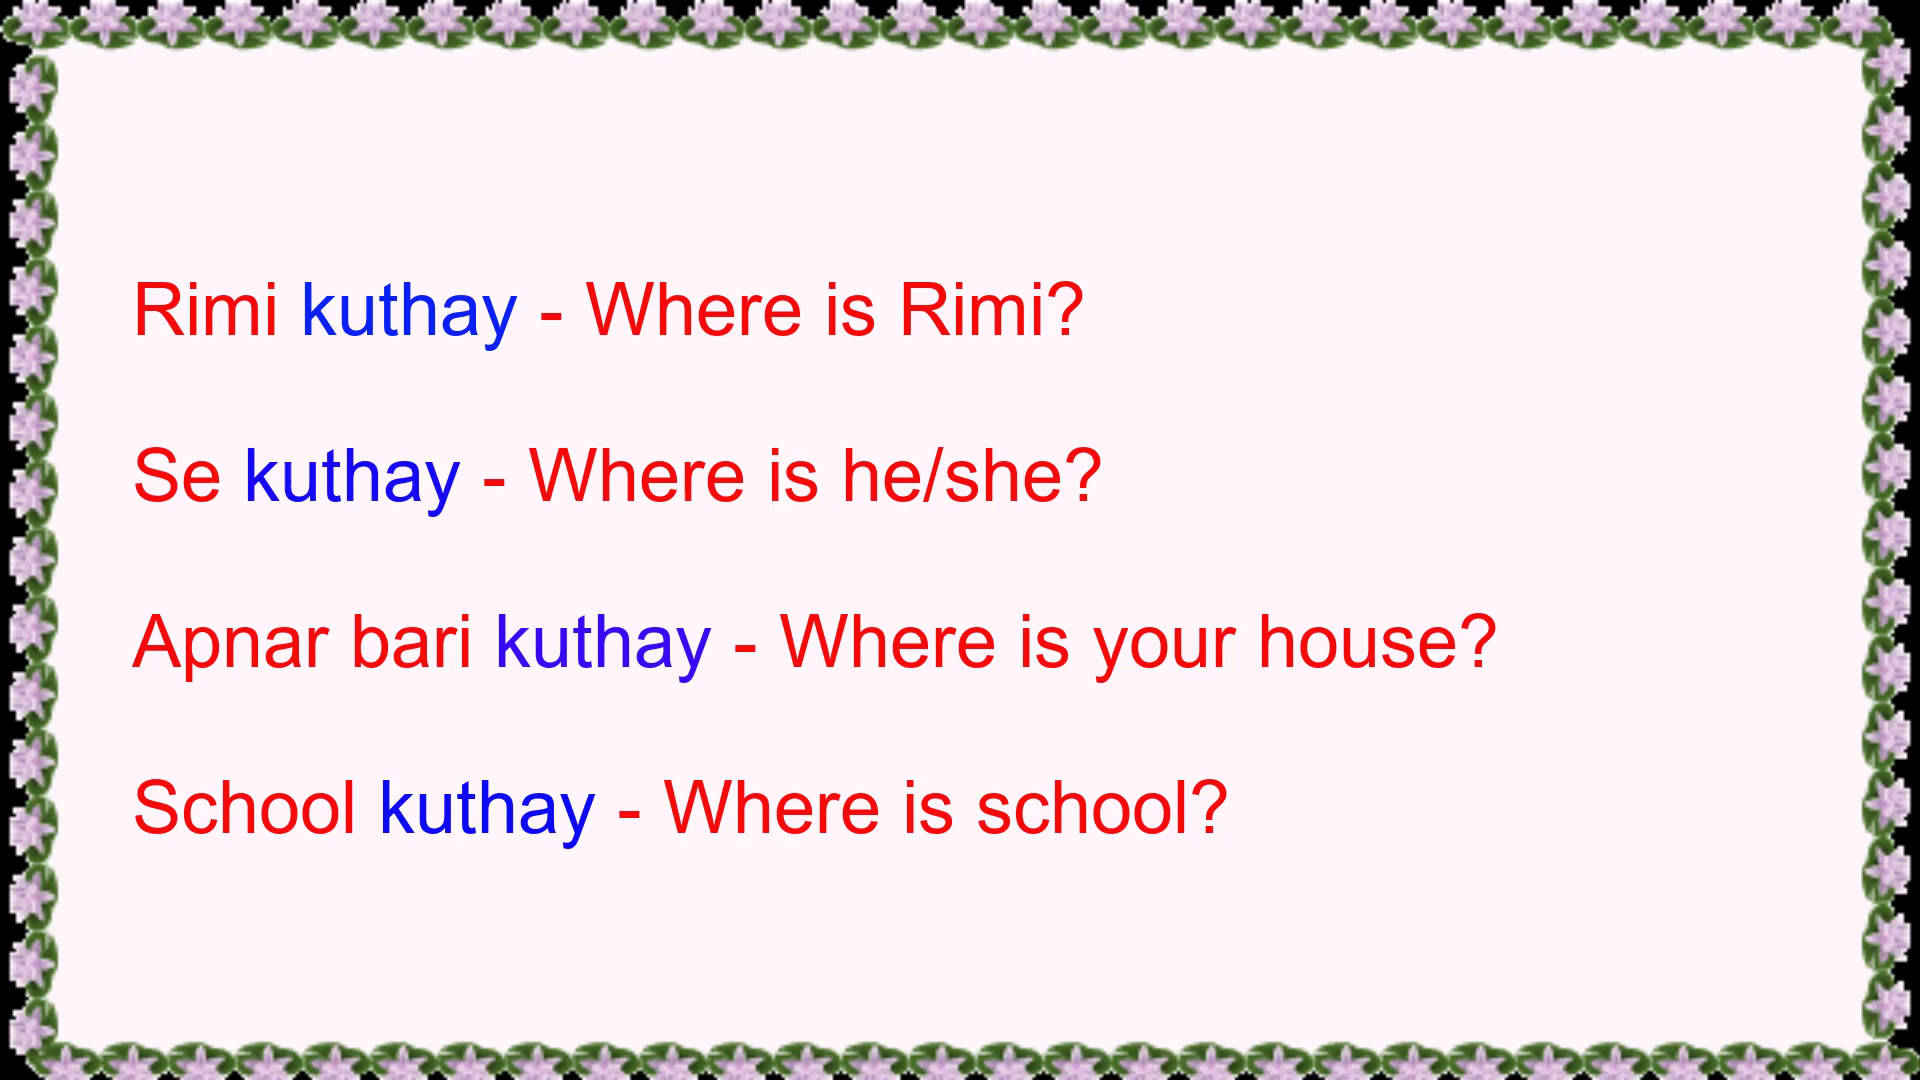 Rimi kuthay - Where is Rimi?
Se kuthay - Where is he/she?
Apnar bari kuthay - Where is your house?
School kuthay - Where is school?